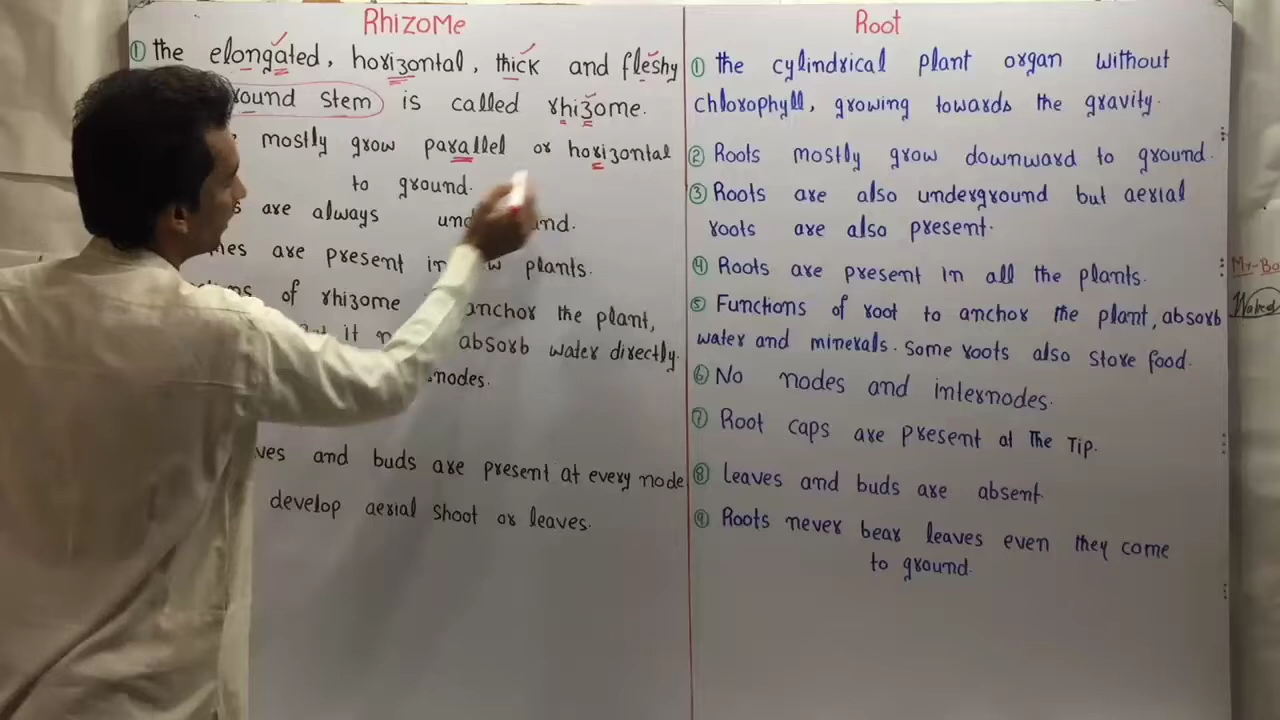 Rhizome
① the elongated, horizontal, thick and fleshy
round stem is called rhizome.
mostly grow parallel or horizontal
to ground.
are always
are present in plants.
of rhizome anchor the plant,
it absorb water directly.
nodes.
and buds are present at every node
develop aerial shoot or leaves.
Root
① the cylindrical plant organ without
chlorophyll, growing towards the gravity.
② Roots mostly grow downward to ground.
③ Roots are also underground but aerial
roots are also present.
④ Roots are present in all the plants.
⑤ Functions of root to anchor the plant, absorb
water and minerals. Some roots also store food.
⑥ No nodes and internodes.
⑦ Root caps are present at The Tip.
⑧ Leaves and buds are absent.
⑨ Roots never bear leaves even they come
to ground.